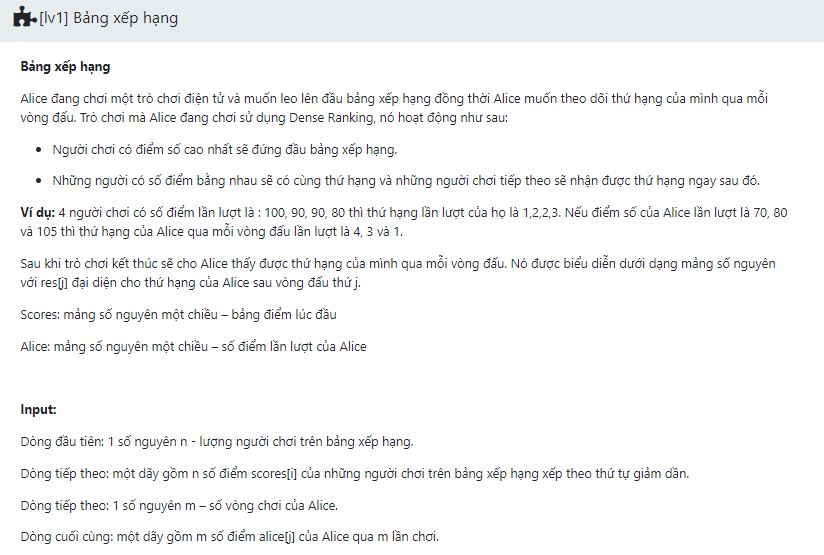 [lv1] Bảng xếp hạng
Bảng xếp hạng
Alice đang chơi một trò chơi điện tử và muốn leo lên đầu bảng xếp hạng đồng thời Alice muốn theo dõi thứ hạng của mình qua mỗi
vòng đấu. Trò chơi mà Alice đang chơi sử dụng Dense Ranking, nó hoạt động như sau:
• Người chơi có điểm số cao nhất sẽ đứng đầu bảng xếp hạng.
• Những người có số điểm bằng nhau sẽ có cùng thứ hạng và những người chơi tiếp theo sẽ nhận được thứ hạng ngay sau đó.
Ví dụ: 4 người chơi có số điểm lần lượt là : 100, 90, 90, 80 thì thứ hạng lần lượt của họ là 1,2,2,3. Nếu điểm số của Alice lần lượt là 70, 80
và 105 thì thứ hạng của Alice qua mỗi vòng đấu lần lượt là 4, 3 và 1.
Sau khi trò chơi kết thúc sẽ cho Alice thấy được thứ hạng của mình qua mỗi vòng đấu. Nó được biểu diễn dưới dạng mảng số nguyên
với res[j] đại diện cho thứ hạng của Alice sau vòng đấu thứ j.
Scores: mảng số nguyên một chiều – bảng điểm lúc đầu
Alice: mảng số nguyên một chiều – số điểm lần lượt của Alice
Input:
Dòng đầu tiên: 1 số nguyên n - lượng người chơi trên bảng xếp hạng.
Dòng tiếp theo: một dãy gồm n số điểm scores[i] của những người chơi trên bảng xếp hạng xếp theo thứ tự giảm dần.
Dòng tiếp theo: 1 số nguyên m – số vòng chơi của Alice.
Dòng cuối cùng: một dãy gồm m số điểm alice[j] của Alice qua m lần chơi.